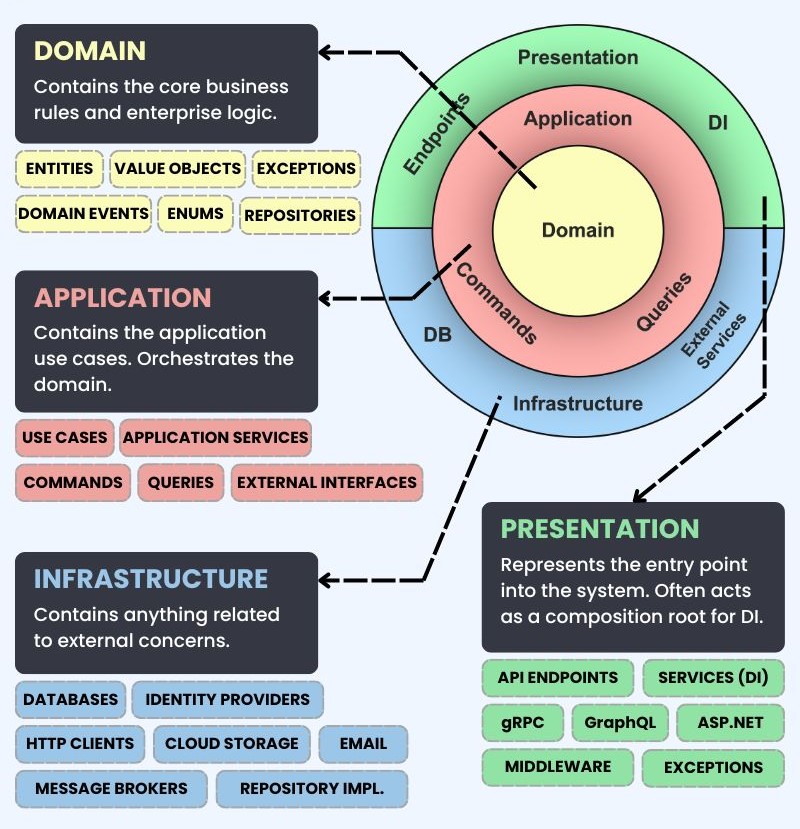 DOMAIN
Contains the core business
rules and enterprise logic.
ENTITIES
VALUE OBJECTS
EXCEPTIONS
DOMAIN EVENTS
ENUMS
REPOSITORIES
Presentation
Endpoints
DI
Application
Domain
Commands
Queries
DB
External
Services
Infrastructure
APPLICATION
Contains the application
use cases. Orchestrates the
domain.
USE CASES
APPLICATION SERVICES
COMMANDS
QUERIES
EXTERNAL INTERFACES
INFRASTRUCTURE
Contains anything related
to external concerns.
DATABASES
IDENTITY PROVIDERS
HTTP CLIENTS
CLOUD STORAGE
EMAIL
MESSAGE BROKERS
REPOSITORY IMPL.
PRESENTATION
Represents the entry point
into the system. Often acts
as a composition root for DI.
API ENDPOINTS
SERVICES (DI)
gRPC
GraphQL
ASP.NET
MIDDLEWARE
EXCEPTIONS